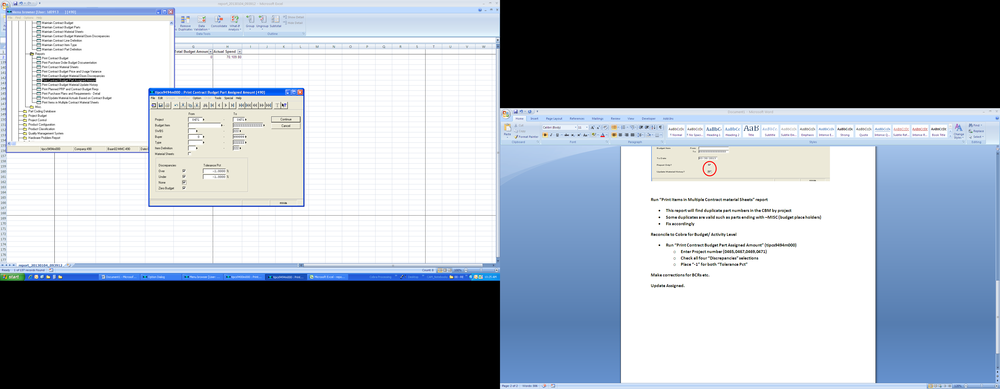 report_20130104_093912 - Microsoft Excel
Menu browser [User: ld0913 ] [490]
File Find Options Help
Maintain Contract Budget
Maintain Contract Budget Parts
Maintain Contract Material Sheets
Maintain Contract Budget Material Ebom Discrepancies
Maintain Contract Line Definition
Maintain Contract Item Type
Maintain Contract Part Definition
Reports
Print Contract Budget
Print Purchase Order Budget Documentation
Print Contract Material Sheets
Print Contract Budget Price and Usage Variance
Print Contract Budget Material Ebom Discrepancies
Print Contract Budget Part Assigned Amount
Print Contract Budget Material Update History
Print Planned PRP and Contract Budget Reqs
Print Purchase Plans and Requirements - Detail
Print/Update Material Actuals Based on Contract Budget
Print Items in Multiple Contract Material Sheets
Misc.
Part Coding Database
Project Budget
Project Control
Product Configuration
Product Classification
Quality Management System
Hardware Problem Report
tipcs9494m000 Company:490 Baan02-MMC-490
Remove Duplicates
Data Validation
Consolidate
What-If Analysis
Group
Ungroup
Subtotal
Show Detail
Hide Detail
Data Tools
Outline
G H I J K L M N O P Q R S T U V W
1 Total Budget Amoun Actual Spend
2 0 70,109.80
139
140
141
142
143
144
145
146
147
148
149
150
151
152
153
154
155
156
157
158
159
160
161
162
163
164
165
166
167
168
169
170
171
172
173
174
175
176
177
tipcs9494m000 : Print Contract Budget Part Assigned Amount [490]
File Edit Groups Workflow Option Order Tools Special Help
From To
Project 0471 - 0471
Continue
Budget Item - ZZZZZZZZZZZZZZZZ
Cancel
SWBS - ZZZ
Buyer 0 - 999999
Type - ZZZZZZ
Item Definition - ZZZ
Material Sheets
Discrepancies Tolerance Pct
Over -1.0000 %
Under -1.0000 %
None
Zero Budget
enum
report_20130104_093912
Ready 1 of 137 records found
Count: 8 100%
start
Document1 - Microsof...
Option Dialog
Menu browser [User: ...
tipcs9400m000 : Print...
tipcs9494m000 : Print...
Microsoft Excel - repo...
Cobra Processing
Desktop
CAM_Notebooks
00 - RE
10:25 AM
Document1 - Microsoft Word
Home Insert Page Layout References Mailings Review View Developer Add-Ins
Paste
Cut
Copy
Format Painter
Clipboard
Calibri (Body) 11
Font
Paragraph
AaBbCcDc AaBbCcDc AaBbC AaBbCc AaB AaBbCc. AaBbCcDc AaBbCcDc AaBbCcDt AaBbCcDc AaBbCcDt AaBbCcDt AABBCCDD AABBCCDD AABBCCDD
¶ Normal ¶ No Spaci... Heading 1 Heading 2 Title Subtitle Subtle Em... Emphasis Intense E... Strong Quote Intense Q... Subtle Ref... Intense R... Book Title
Change Styles
Styles
Find
Replace
Select
Editing
Budget Item From
To ZZZZZZZZZZZZZZZZ
To Date 03-30-2013
Report Only?
Update Material History?
enum
Run “Print Items in Multiple Contract material Sheets” report
• This report will find duplicate part numbers in the CBM by project
• Some duplicates are valid such as parts ending with –MISC (budget place holders)
• Fix accordingly
Reconcile to Cobra for Budget/ Activity Level
• Run “Print Contract Budget Part Assigned Amount” (tipcs9494m000)
o Enter Project number (0465,0467,0469,0471)
o Check all four “Discrepancies” selections
o Place “-1” for both “Tolerance Pct”
Make corrections for BCRs etc.
Update Assigned.
Page: 2 of 2 Words: 306
120%